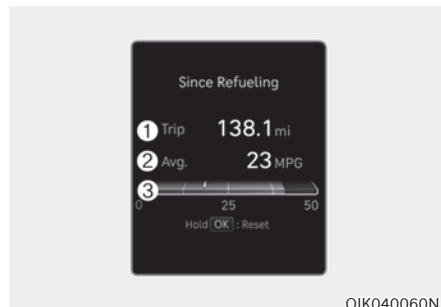 Since Refueling
① Trip 138.1 mi
② Avg. 23 MPG
③
0 25 50
Hold OK : Reset
OIK040060N